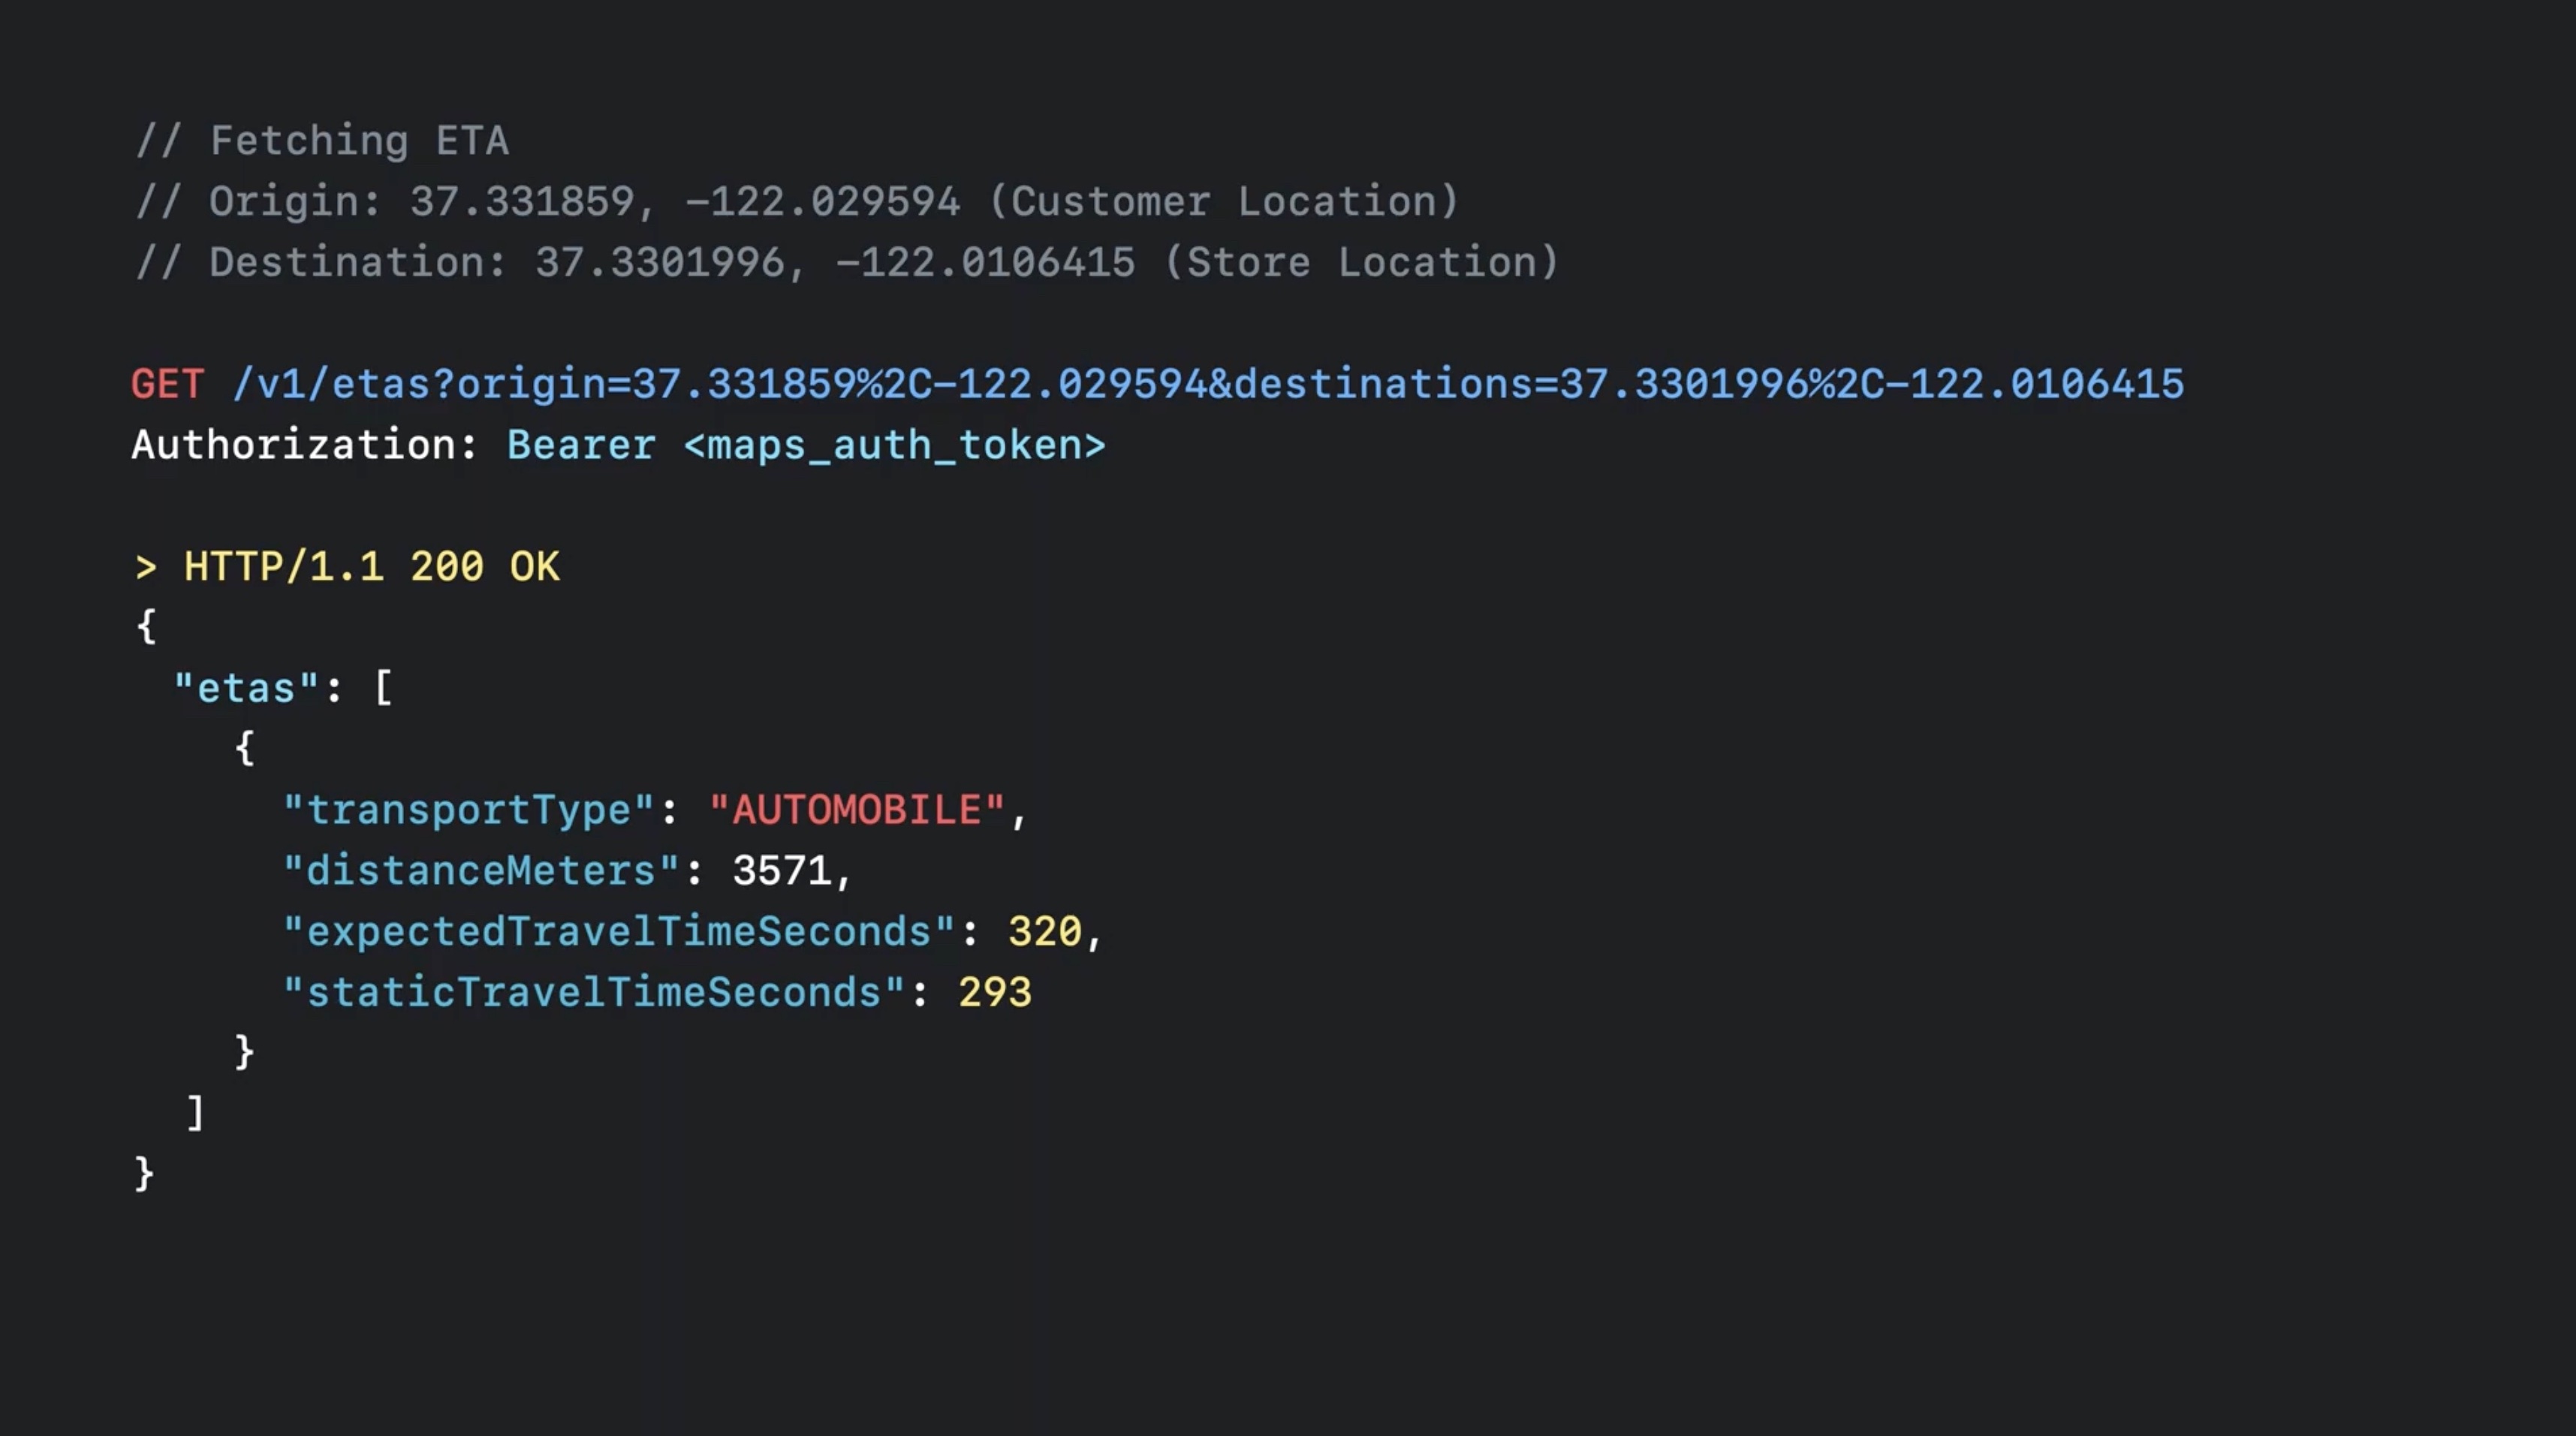 // Fetching ETA
// Origin: 37.331859, -122.029594 (Customer Location)
// Destination: 37.3301996, -122.0106415 (Store Location)
GET /v1/etas?origin=37.331859%2C-122.029594&destinations=37.3301996%2C-122.0106415
Authorization: Bearer <maps_auth_token>
> HTTP/1.1 200 OK
{
"etas": [
{
"transportType": "AUTOMOBILE",
"distanceMeters": 3571,
"expectedTravelTimeSeconds": 320,
"staticTravelTimeSeconds": 293
}
]
}